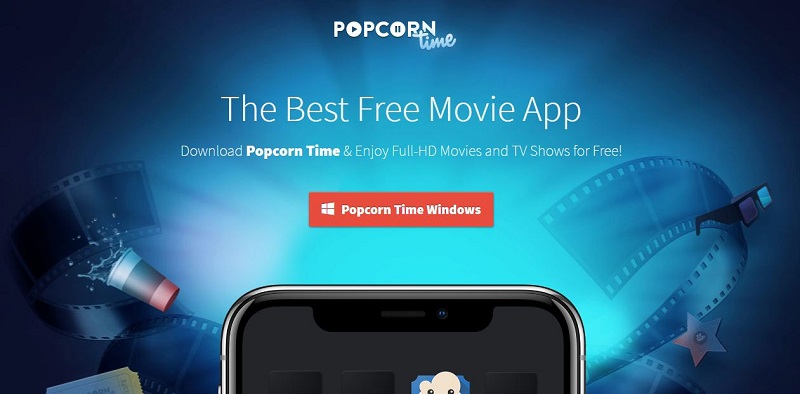 POPCORN
time
The Best Free Movie App
Download Popcorn Time & Enjoy Full-HD Movies and TV Shows for Free!
Popcorn Time Windows